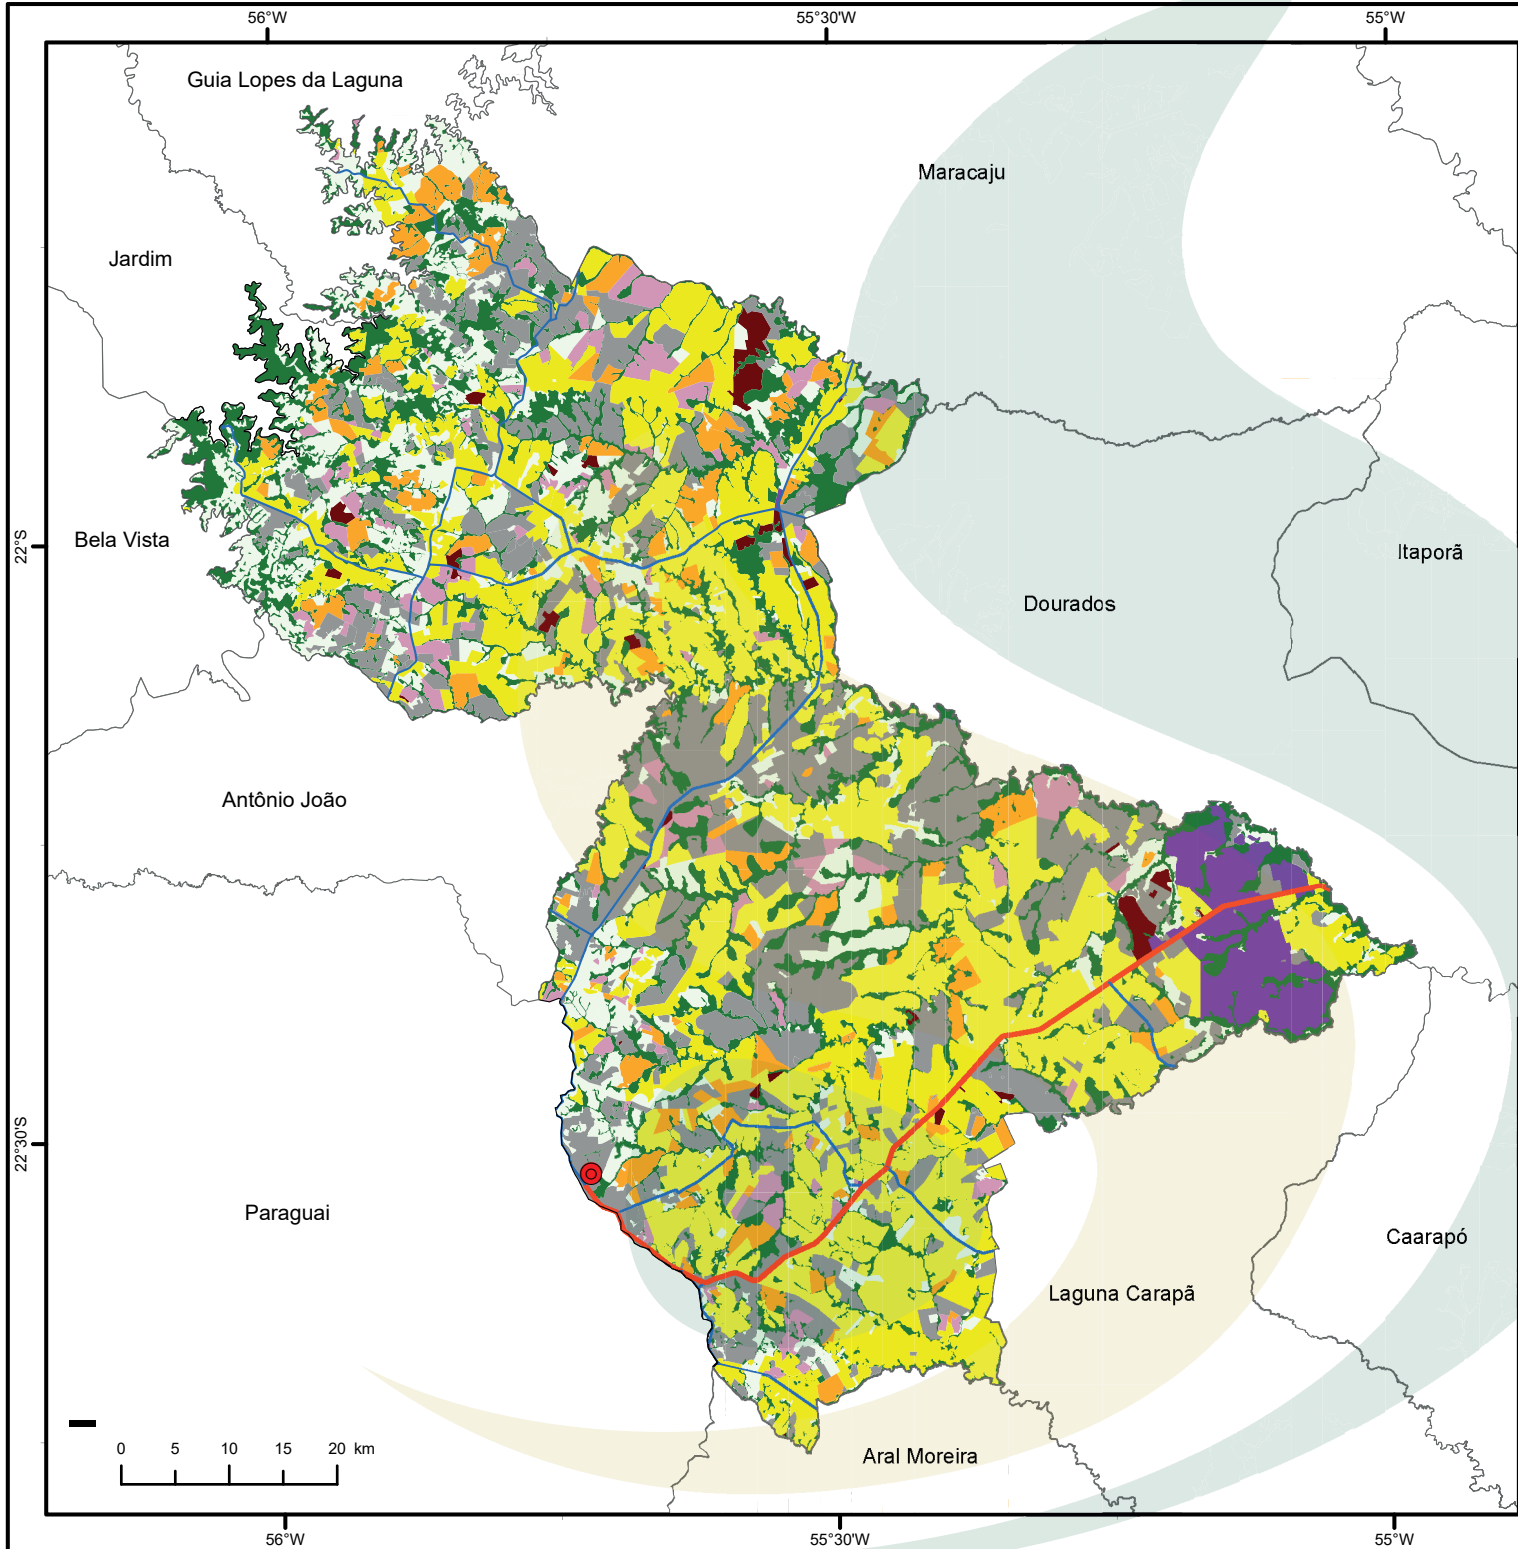 56°W 55°30'W 55°W
Guia Lopes da Laguna
Maracaju
Jardim
Bela Vista
22°S
Itaporã
Dourados
Antônio João
22°30'S
Paraguai
Caarapó
Laguna Carapã
Aral Moreira
0 5 10 15 20 km
56°W 55°30'W 55°W